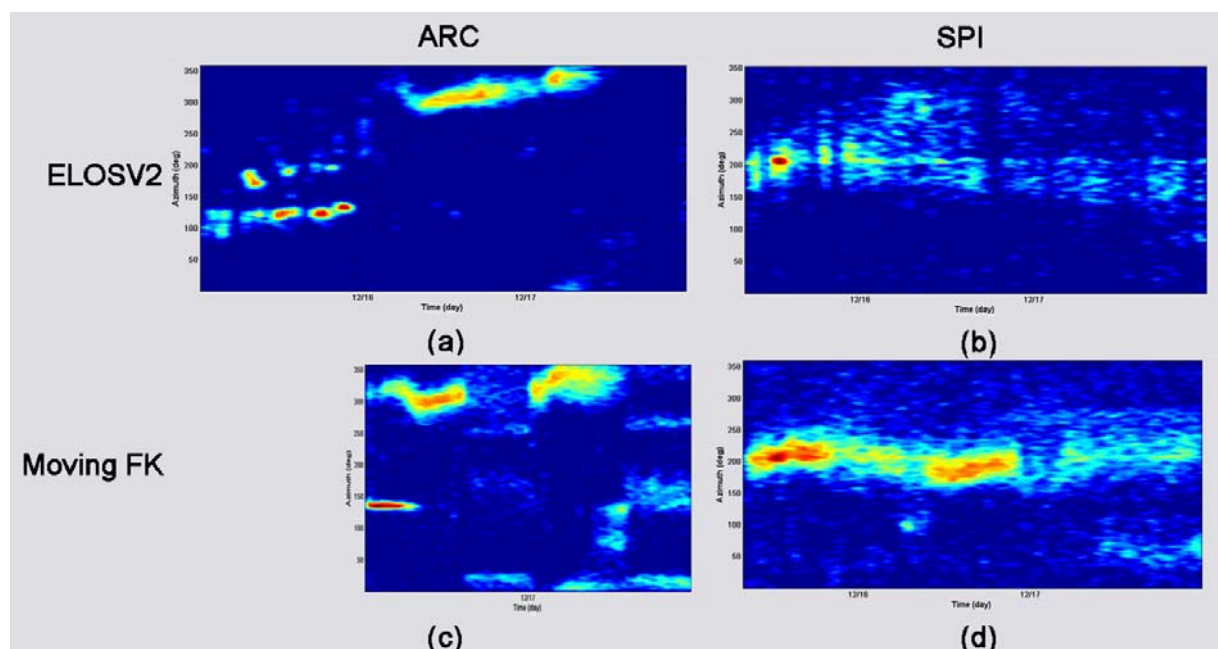 ARC
SPI
ELOSV2
Moving FK
350
300
250
200
150
100
50
Azimuth (deg)
12/16
12/17
Time (day)
(a)
350
300
250
200
150
100
50
Azimuth (deg)
12/16
12/17
Time (day)
(b)
350
300
250
200
150
100
50
Azimuth (deg)
12/17
Time (day)
(c)
350
300
250
200
150
100
50
Azimuth (deg)
12/16
12/17
Time (day)
(d)